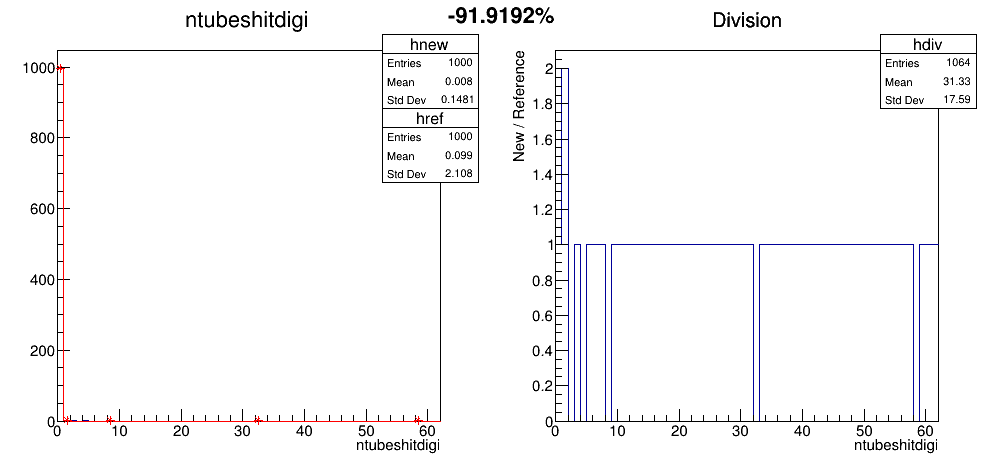 -91.9192%
ntubeshitdigi
hnew
Entries 1000
Mean 0.008
Std Dev 0.1481
href
Entries 1000
Mean 0.099
Std Dev 2.108
1000
800
600
400
200
0
0 10 20 30 40 50 60
ntubeshitdigi
Division
hdiv
Entries 1064
Mean 31.33
Std Dev 17.59
New / Reference
2
1.8
1.6
1.4
1.2
1
0.8
0.6
0.4
0.2
0
0 10 20 30 40 50 60
ntubeshitdigi